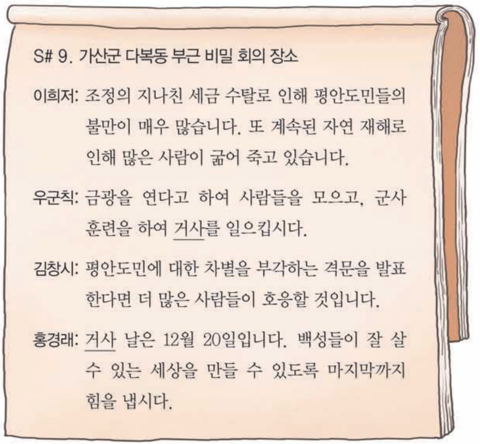 S# 9. 가산군 다복동 부근 비밀 회의 장소
이희저: 조정의 지나친 세금 수탈로 인해 평안도민들의
불만이 매우 많습니다. 또 계속된 자연 재해로
인해 많은 사람이 굶어 죽고 있습니다.
우군칙: 금광을 연다고 하여 사람들을 모으고, 군사
훈련을 하여 거사를 일으킵시다.
김창시: 평안도민에 대한 차별을 부각하는 격문을 발표
한다면 더 많은 사람들이 호응할 것입니다.
홍경래: 거사 날은 12월 20일입니다. 백성들이 잘 살
수 있는 세상을 만들 수 있도록 마지막까지
힘을 냅시다.